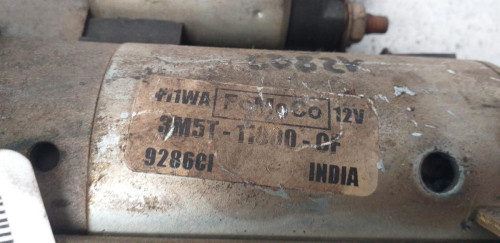 FoMoCo 12V
3M5T-11000-CF
9286CI INDIA